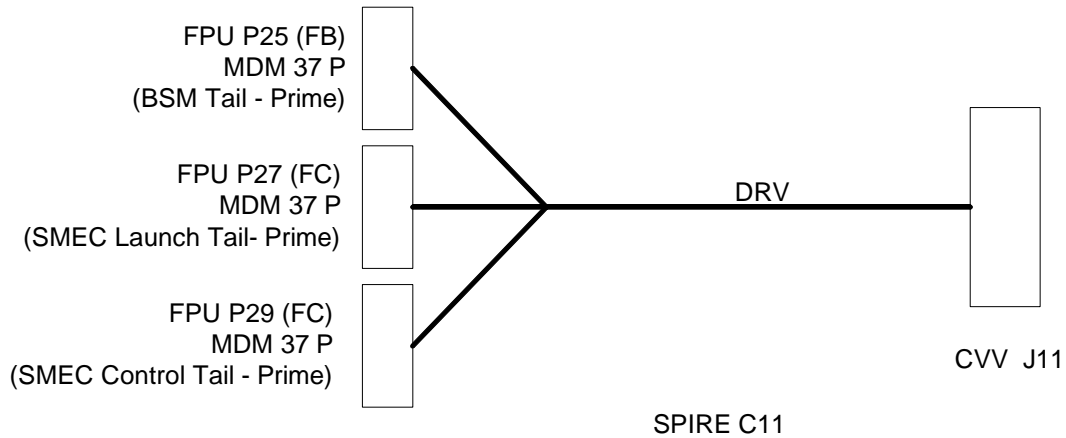 FPU P25 (FB)
MDM 37 P
(BSM Tail - Prime)
FPU P27 (FC)
MDM 37 P
(SMEC Launch Tail- Prime)
DRV
FPU P29 (FC)
MDM 37 P
(SMEC Control Tail - Prime)
CVV J11
SPIRE C11